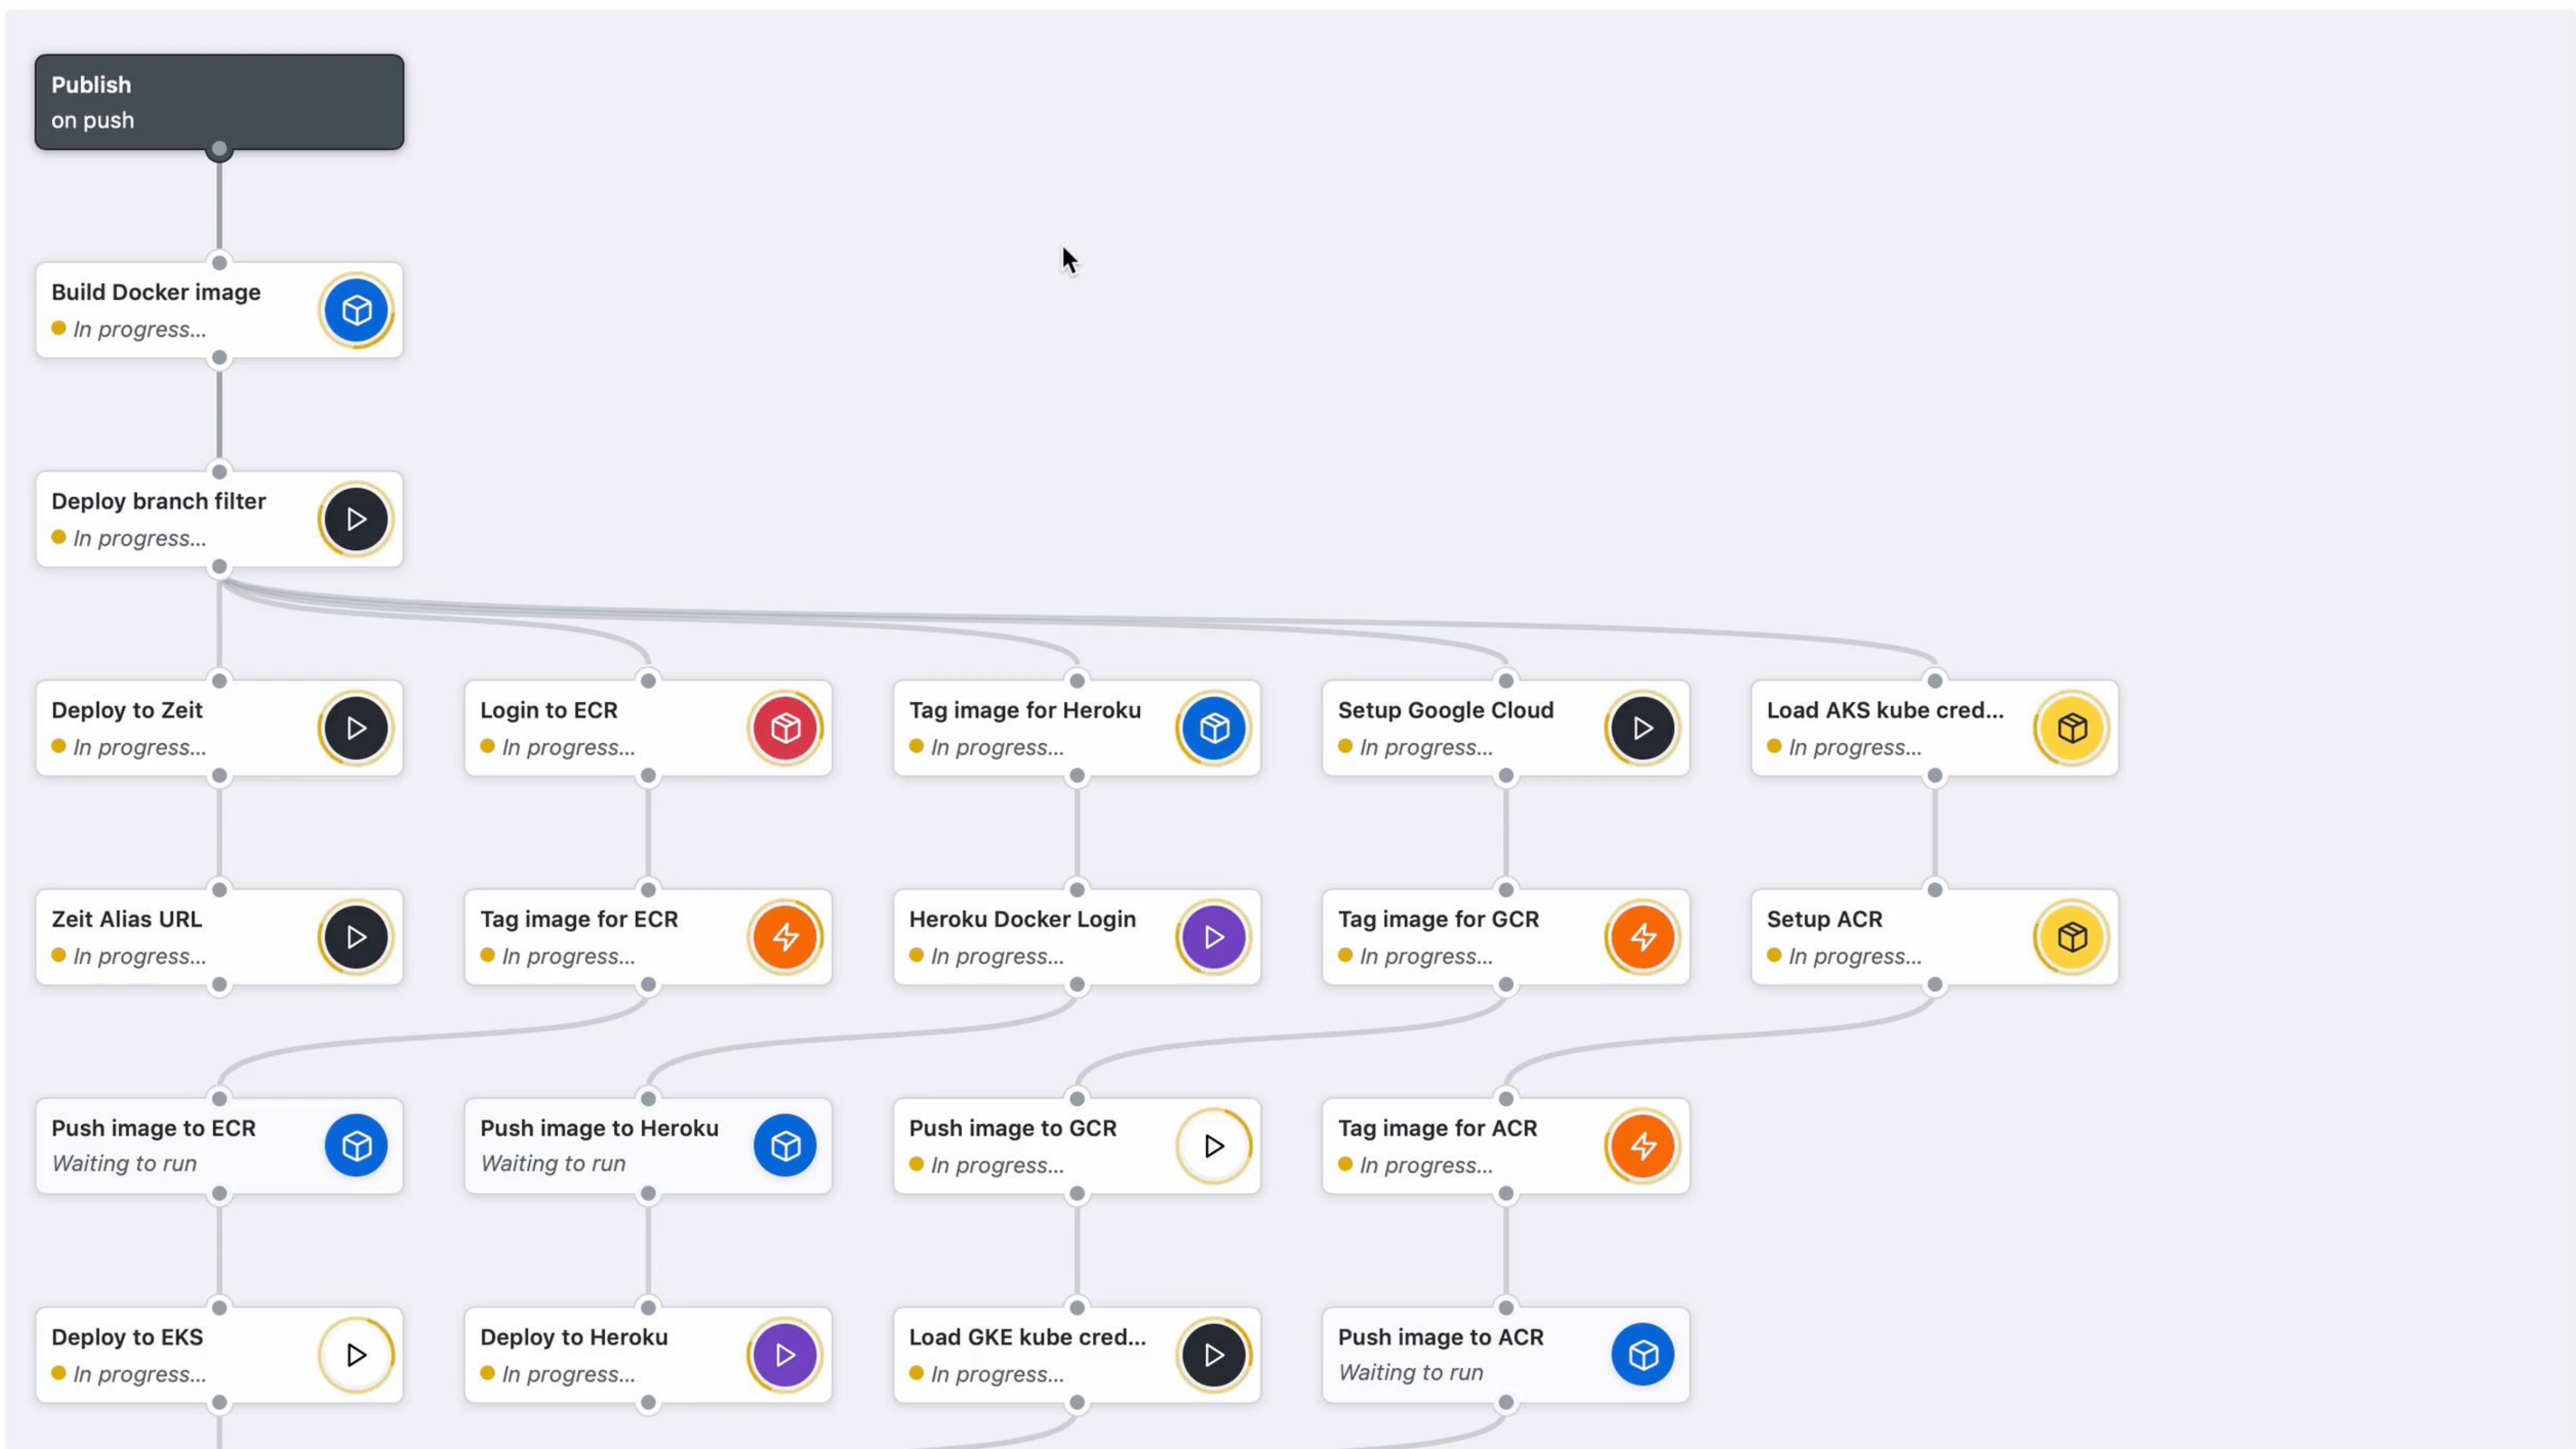 Publish
on push
Build Docker image
In progress...
Deploy branch filter
In progress...
Deploy to Zeit
In progress...
Login to ECR
In progress...
Tag image for Heroku
In progress...
Setup Google Cloud
In progress...
Load AKS kube cred...
In progress...
Zeit Alias URL
In progress...
Tag image for ECR
In progress...
Heroku Docker Login
In progress...
Tag image for GCR
In progress...
Setup ACR
In progress...
Push image to ECR
Waiting to run
Push image to Heroku
Waiting to run
Push image to GCR
In progress...
Tag image for ACR
In progress...
Deploy to EKS
In progress...
Deploy to Heroku
In progress...
Load GKE kube cred...
In progress...
Push image to ACR
Waiting to run